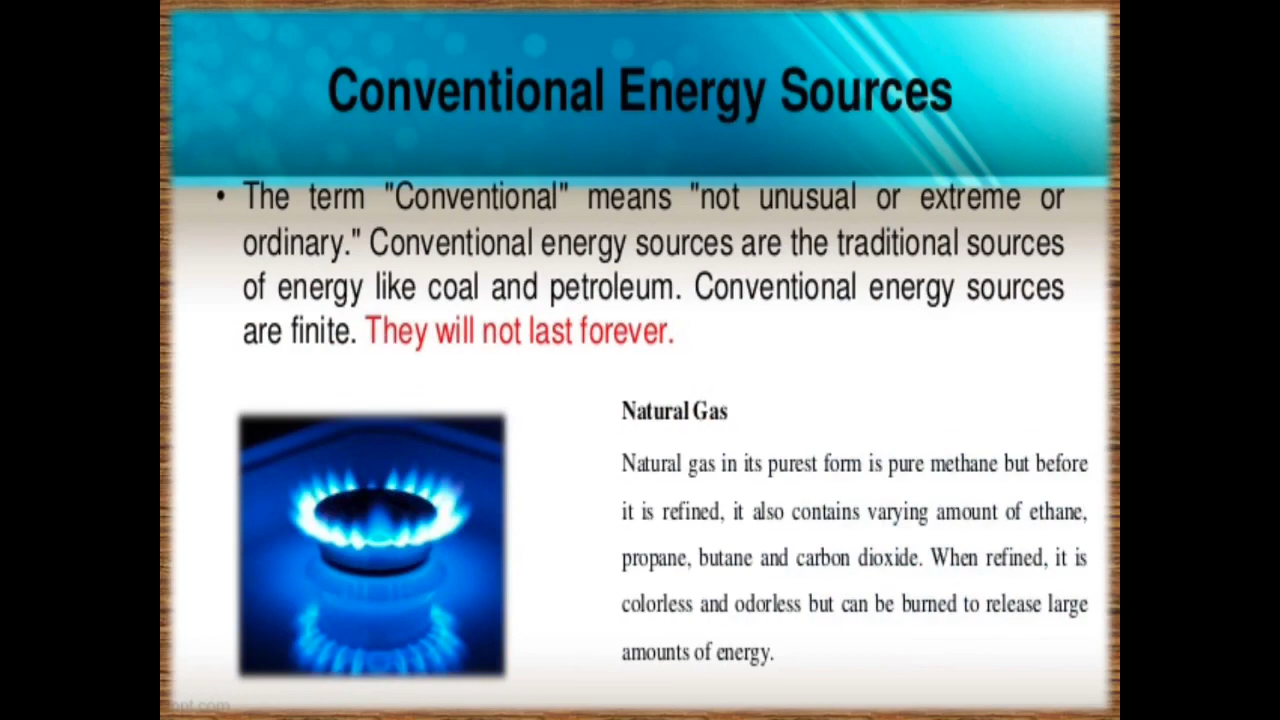 Conventional Energy Sources
• The term "Conventional" means "not unusual or extreme or
ordinary." Conventional energy sources are the traditional sources
of energy like coal and petroleum. Conventional energy sources
are finite. They will not last forever.
Natural Gas
Natural gas in its purest form is pure methane but before
it is refined, it also contains varying amount of ethane,
propane, butane and carbon dioxide. When refined, it is
colorless and odorless but can be burned to release large
amounts of energy.
ppt.com